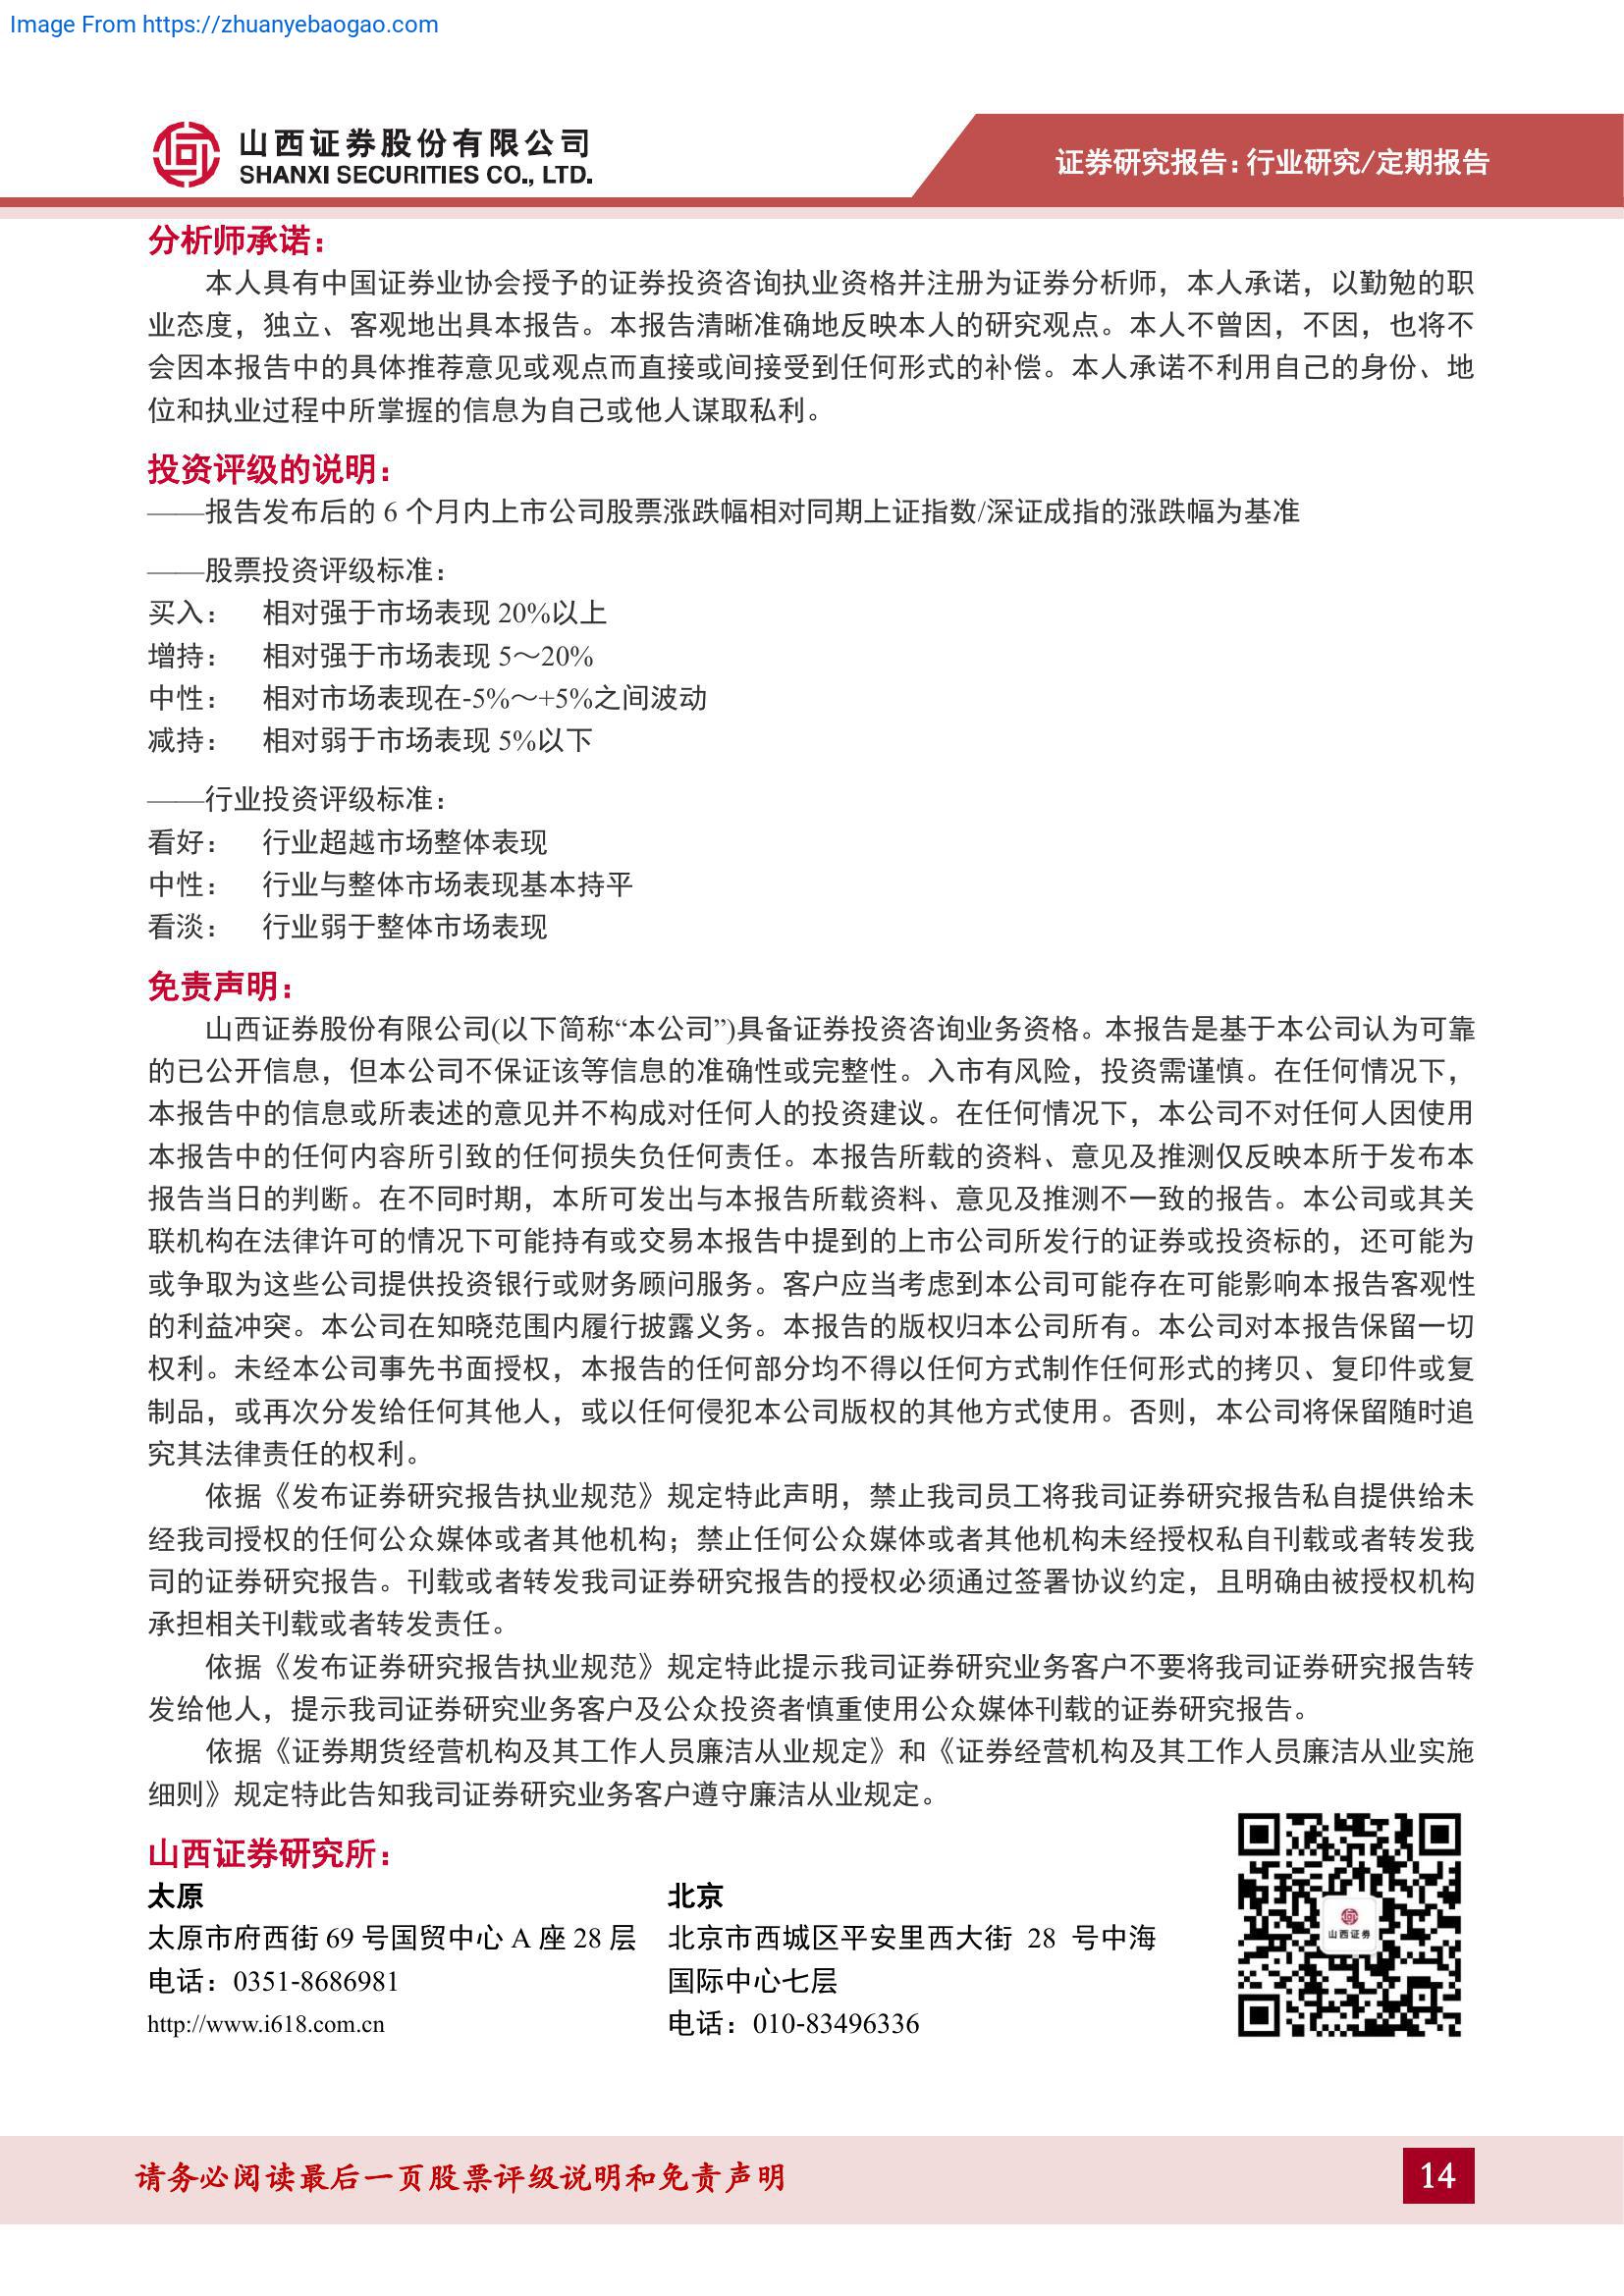 Image From https://zhuanyebaogao.com
山西证券股份有限公司
SHANXI SECURITIES CO., LTD.
证券研究报告：行业研究/定期报告
分析师承诺：
本人具有中国证券业协会授予的证券投资咨询执业资格并注册为证券分析师，本人承诺，以勤勉的职
业态度，独立、客观地出具本报告。本报告清晰准确地反映本人的研究观点。本人不曾因，不因，也将不
会因本报告中的具体推荐意见或观点而直接或间接受到任何形式的补偿。本人承诺不利用自己的身份、地
位和执业过程中所掌握的信息为自己或他人谋取私利。
投资评级的说明：
——报告发布后的 6 个月内上市公司股票涨跌幅相对同期上证指数/深证成指的涨跌幅为基准
——股票投资评级标准：
买入： 相对强于市场表现 20%以上
增持： 相对强于市场表现 5～20%
中性： 相对市场表现在-5%～+5%之间波动
减持： 相对弱于市场表现 5%以下
——行业投资评级标准：
看好： 行业超越市场整体表现
中性： 行业与整体市场表现基本持平
看淡： 行业弱于整体市场表现
免责声明：
山西证券股份有限公司(以下简称“本公司”)具备证券投资咨询业务资格。本报告是基于本公司认为可靠
的已公开信息，但本公司不保证该等信息的准确性或完整性。入市有风险，投资需谨慎。在任何情况下，
本报告中的信息或所表述的意见并不构成对任何人的投资建议。在任何情况下，本公司不对任何人因使用
本报告中的任何内容所引致的任何损失负任何责任。本报告所载的资料、意见及推测仅反映本所于发布本
报告当日的判断。在不同时期，本所可发出与本报告所载资料、意见及推测不一致的报告。本公司或其关
联机构在法律许可的情况下可能持有或交易本报告中提到的上市公司所发行的证券或投资标的，还可能为
或争取为这些公司提供投资银行或财务顾问服务。客户应当考虑到本公司可能存在可能影响本报告客观性
的利益冲突。本公司在知晓范围内履行披露义务。本报告的版权归本公司所有。本公司对本报告保留一切
权利。未经本公司事先书面授权，本报告的任何部分均不得以任何方式制作任何形式的拷贝、复印件或复
制品，或再次分发给任何其他人，或以任何侵犯本公司版权的其他方式使用。否则，本公司将保留随时追
究其法律责任的权利。
依据《发布证券研究报告执业规范》规定特此声明，禁止我司员工将我司证券研究报告私自提供给未
经我司授权的任何公众媒体或者其他机构；禁止任何公众媒体或者其他机构未经授权私自刊载或者转发我
司的证券研究报告。刊载或者转发我司证券研究报告的授权必须通过签署协议约定，且明确由被授权机构
承担相关刊载或者转发责任。
依据《发布证券研究报告执业规范》规定特此提示我司证券研究业务客户不要将我司证券研究报告转
发给他人，提示我司证券研究业务客户及公众投资者慎重使用公众媒体刊载的证券研究报告。
依据《证券期货经营机构及其工作人员廉洁从业规定》和《证券经营机构及其工作人员廉洁从业实施
细则》规定特此告知我司证券研究业务客户遵守廉洁从业规定。
山西证券研究所：
太原
太原市府西街 69 号国贸中心 A 座 28 层
电话：0351-8686981
http://www.i618.com.cn
北京
北京市西城区平安里西大街 28 号中海
国际中心七层
电话：010-83496336
山西证券
请务必阅读最后一页股票评级说明和免责声明
14